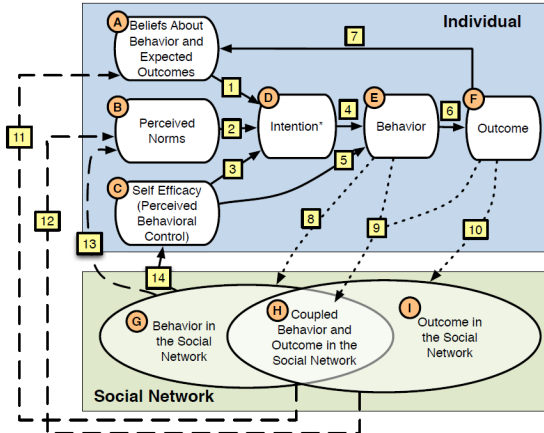 Individual
A
Beliefs About
Behavior and
Expected
Outcomes
7
11
1
B
Perceived
Norms
2
D
Intention*
4
E
Behavior
6
F
Outcome
3
5
C
Self Efficacy
(Perceived
Behavioral
Control)
12
13
8
9
10
14
G
Behavior in
the Social
Network
H
Coupled
Behavior and
Outcome in the
Social Network
I
Outcome in
the Social
Network
Social Network